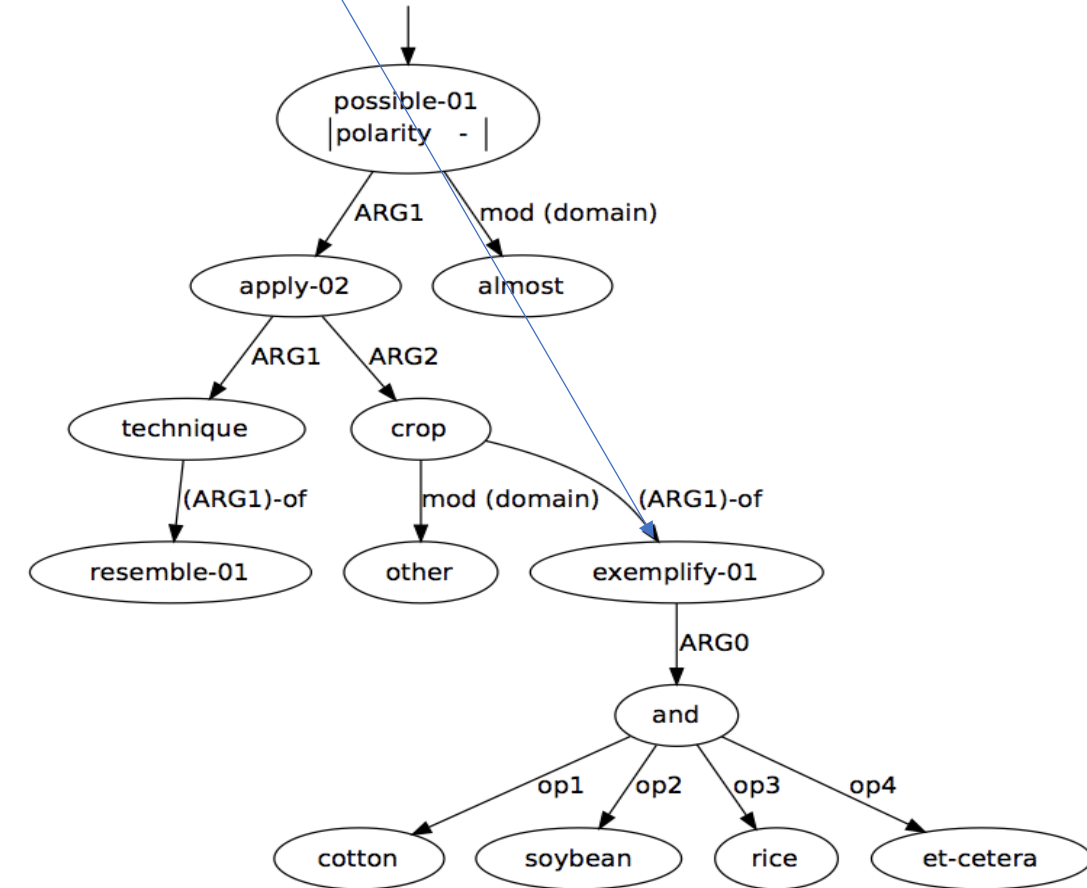 possible-01
polarity -
ARG1
mod (domain)
apply-02
almost
ARG1
ARG2
technique
crop
(ARG1)-of
mod (domain)
(ARG1)-of
resemble-01
other
exemplify-01
ARG0
and
op1
op2
op3
op4
cotton
soybean
rice
et-cetera